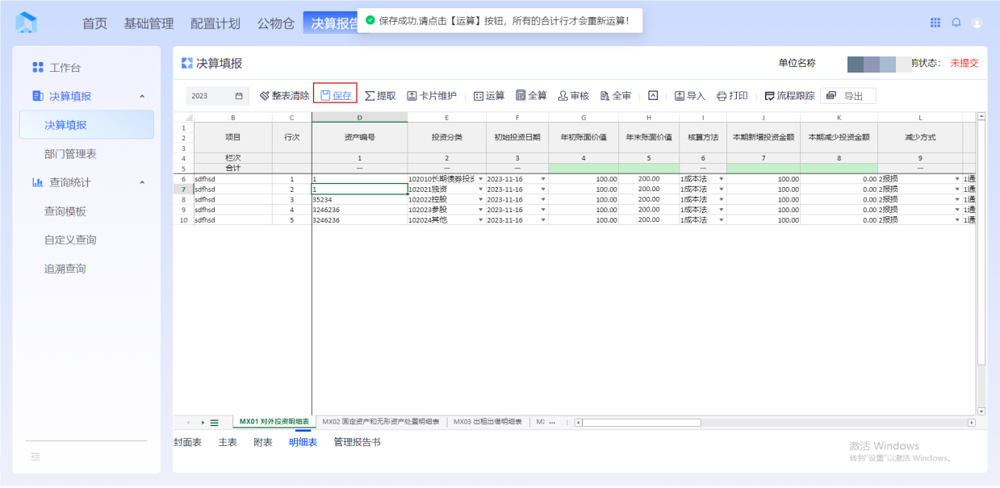 首页 基础管理 配置计划 公物仓 决算报告
保存成功,请点击【运算】按钮，所有的合计行才会重新运算!
工作台
决算填报
决算填报
部门管理表
查询统计
查询模板
自定义查询
追溯查询
决算填报 单位名称 前状态: 未提交
2023 整表清除 保存 提取 卡片维护 运算 全算 审核 全审 导入 打印 流程跟踪 导出
B C D E F G H I J K L
1
2 项目 行次 资产编号 投资分类 初始投资日期 年初账面价值 年末账面价值 核算方法 本期新增投资金额 本期减少投资金额 减少方式
3
4 栏次 1 2 3 4 5 6 7 8 9
5 合计 — — — — —
6 sdfhsd 1 1 102010长期债券投资 2023-11-16 100.00 200.00 1成本法 100.00 0.00 2报损 1通
7 sdfhsd 2 1 102021独资 2023-11-16 100.00 200.00 1成本法 100.00 0.00 2报损 1通
8 sdfhsd 3 35234 102022控股 2023-11-16 100.00 200.00 1成本法 100.00 0.00 2报损 1通
9 sdfhsd 4 3246236 102023参股 2023-11-16 100.00 200.00 1成本法 100.00 0.00 2报损 1通
10 sdfhsd 5 3246236 102024其他 2023-11-16 100.00 200.00 1成本法 100.00 0.00 2报损 1通
MX01 对外投资明细表 MX02 固定资产和无形资产处置明细表 MX03 出租出借明细表 MX ...
封面表 主表 附表 明细表 管理报告书
激活 Windows
转到"设置"以激活 Windows。